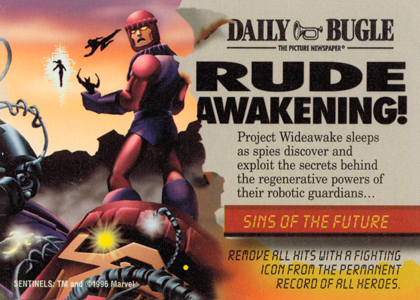 DAILY BUGLE
THE PICTURE NEWSPAPER®
RUDE
AWAKENING!
Project Wideawake sleeps
as spies discover and
exploit the secrets behind
the regenerative powers of
their robotic guardians...
SINS OF THE FUTURE
REMOVE ALL HITS WITH A FIGHTING
ICON FROM THE PERMANENT
RECORD OF ALL HEROES.
SENTINELS: TM and ©1996 Marvel